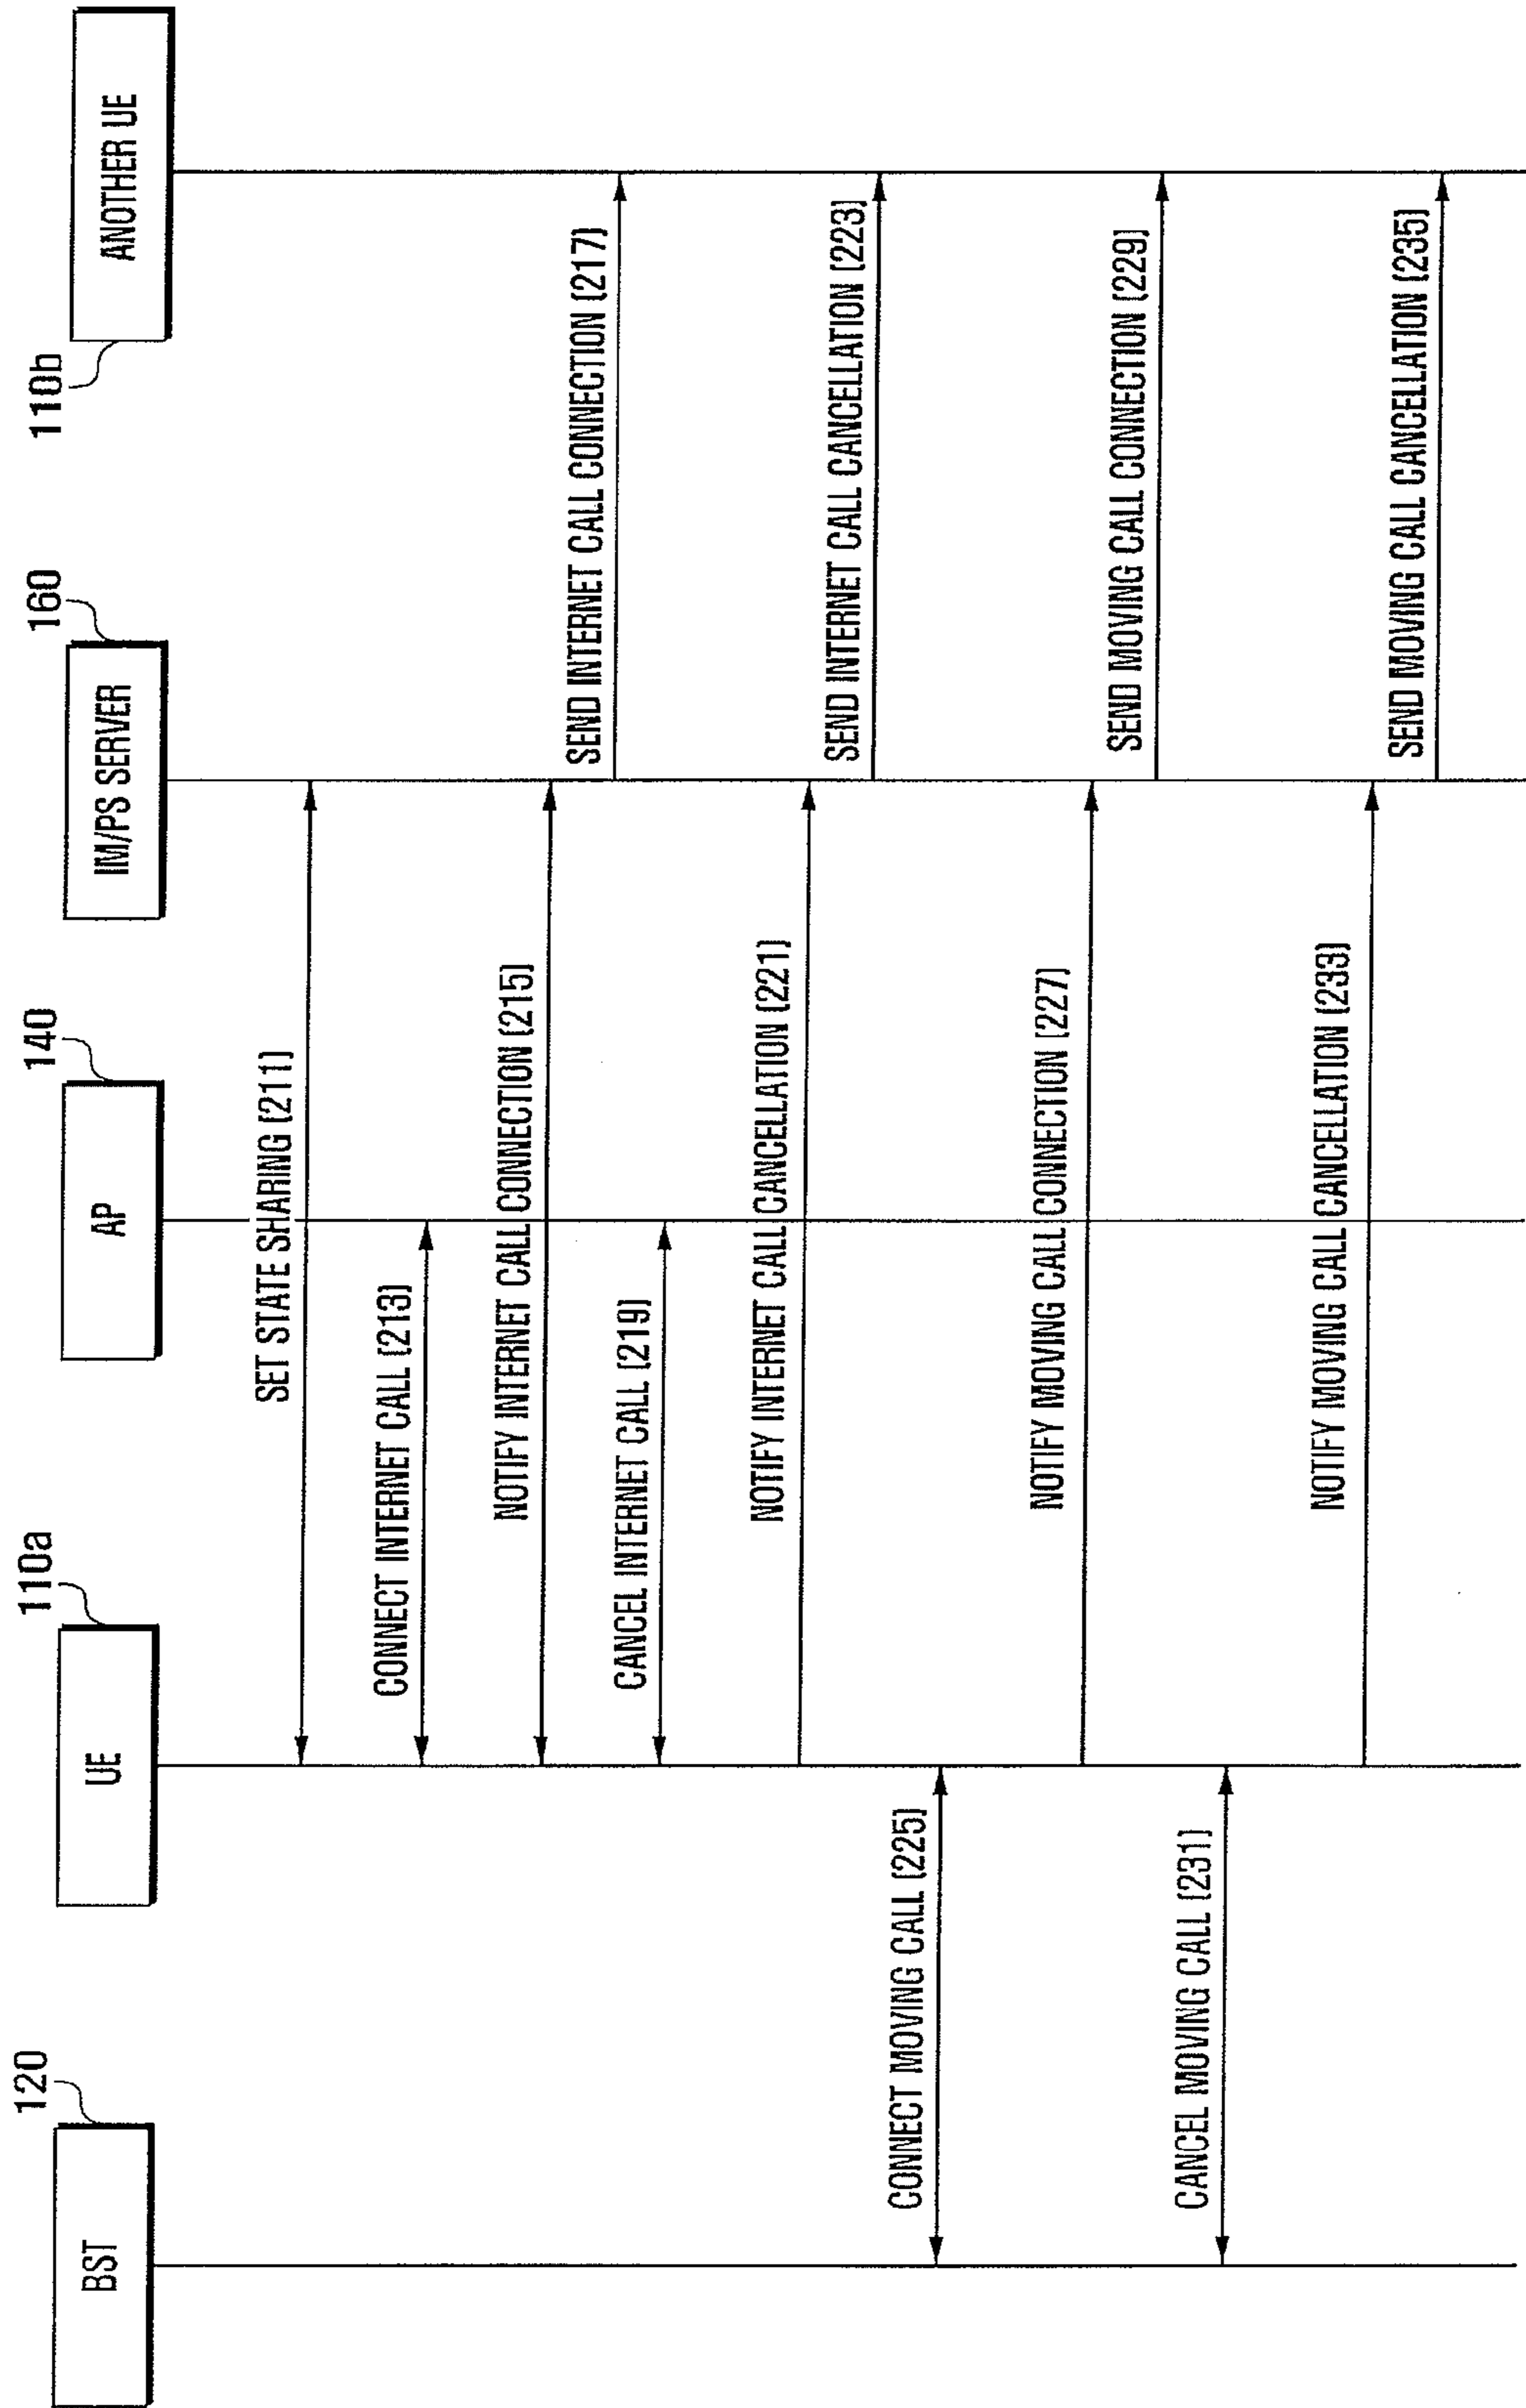 120
BST
110a
UE
140
AP
160
IM/PS SERVER
110b
ANOTHER UE
SET STATE SHARING (211)
CONNECT INTERNET CALL (213)
NOTIFY INTERNET CALL CONNECTION (215)
SEND INTERNET CALL CONNECTION (217)
CANCEL INTERNET CALL (219)
NOTIFY INTERNET CALL CANCELLATION (221)
SEND INTERNET CALL CANCELLATION (223)
CONNECT MOVING CALL (225)
NOTIFY MOVING CALL CONNECTION (227)
SEND MOVING CALL CONNECTION (229)
CANCEL MOVING CALL (231)
NOTIFY MOVING CALL CANCELLATION (233)
SEND MOVING CALL CANCELLATION (235)